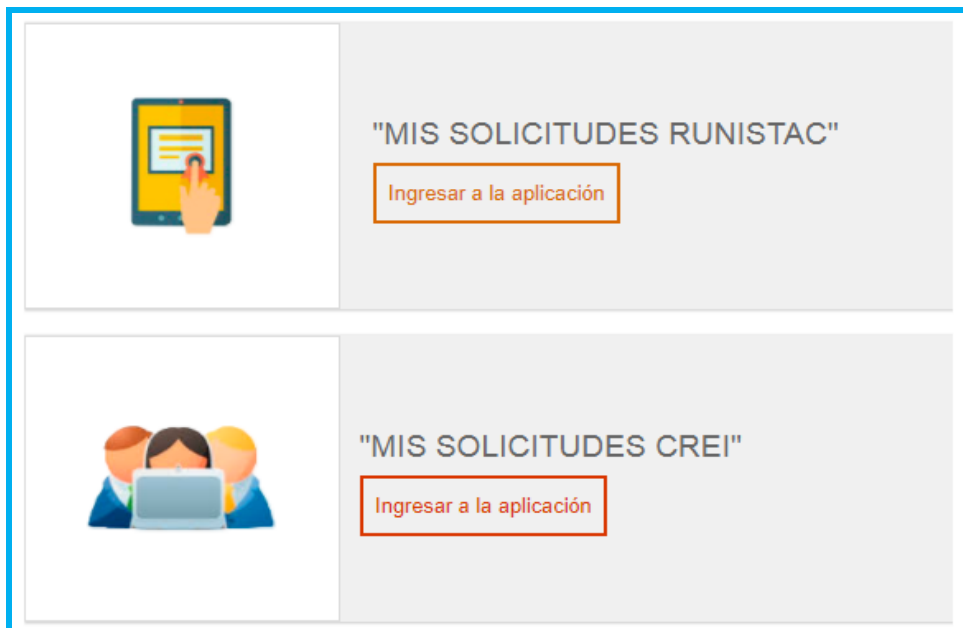 "MIS SOLICITUDES RUNISTAC"
Ingresar a la aplicación
"MIS SOLICITUDES CREI"
Ingresar a la aplicación